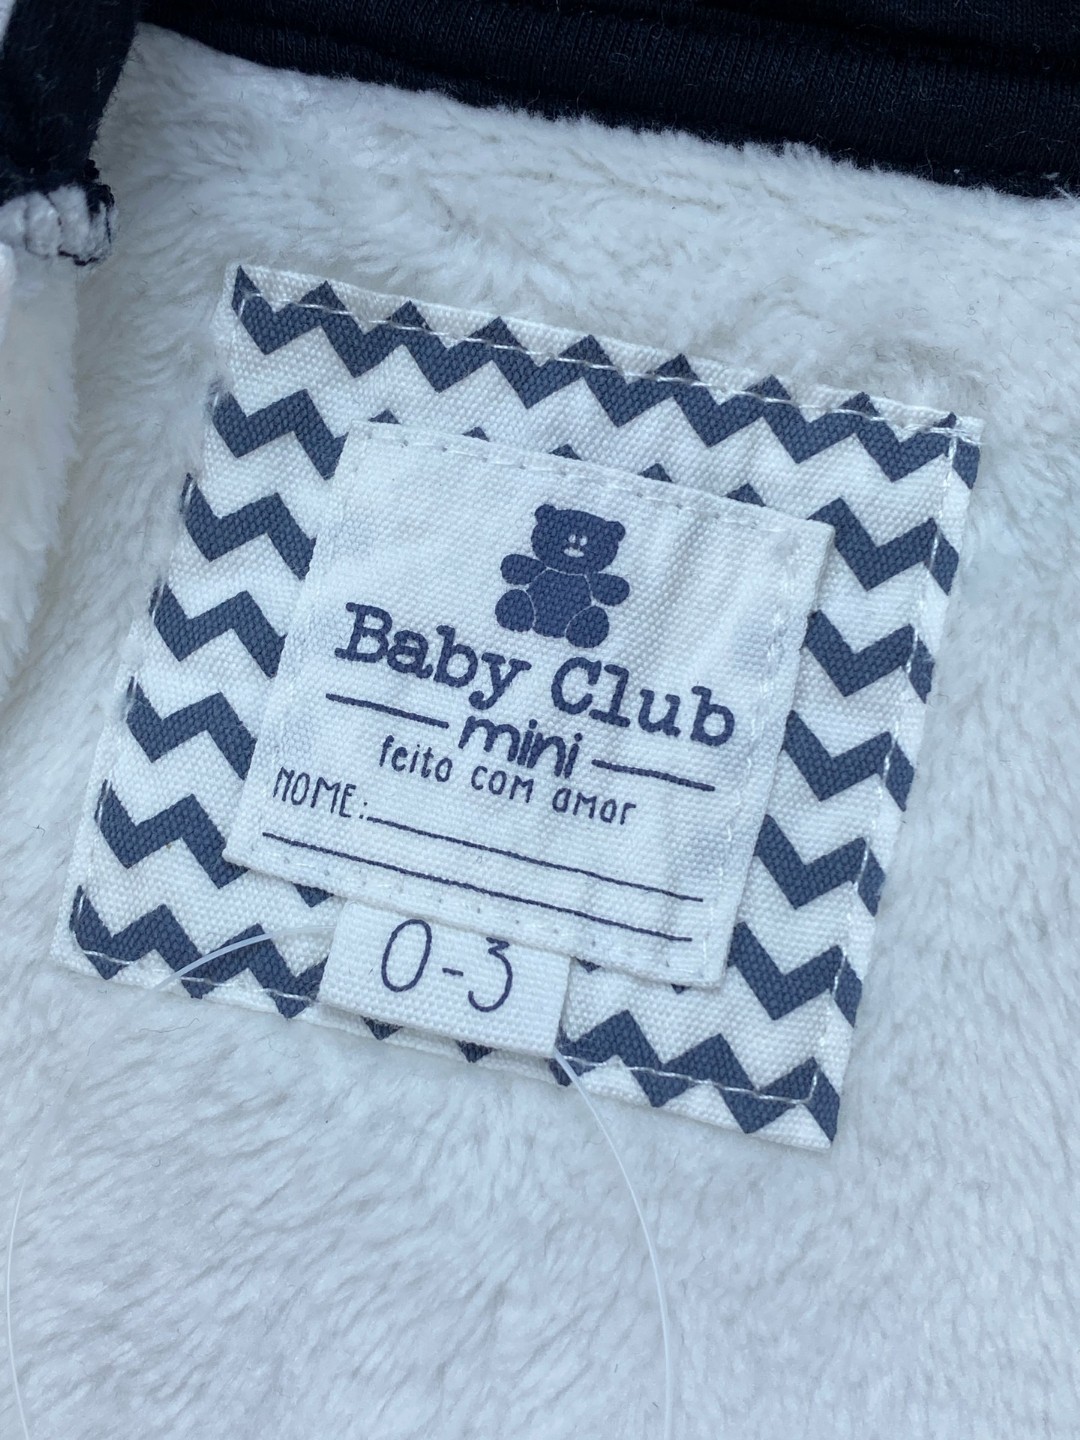 Baby Club
mini
feito com amor
NOME:
0-3